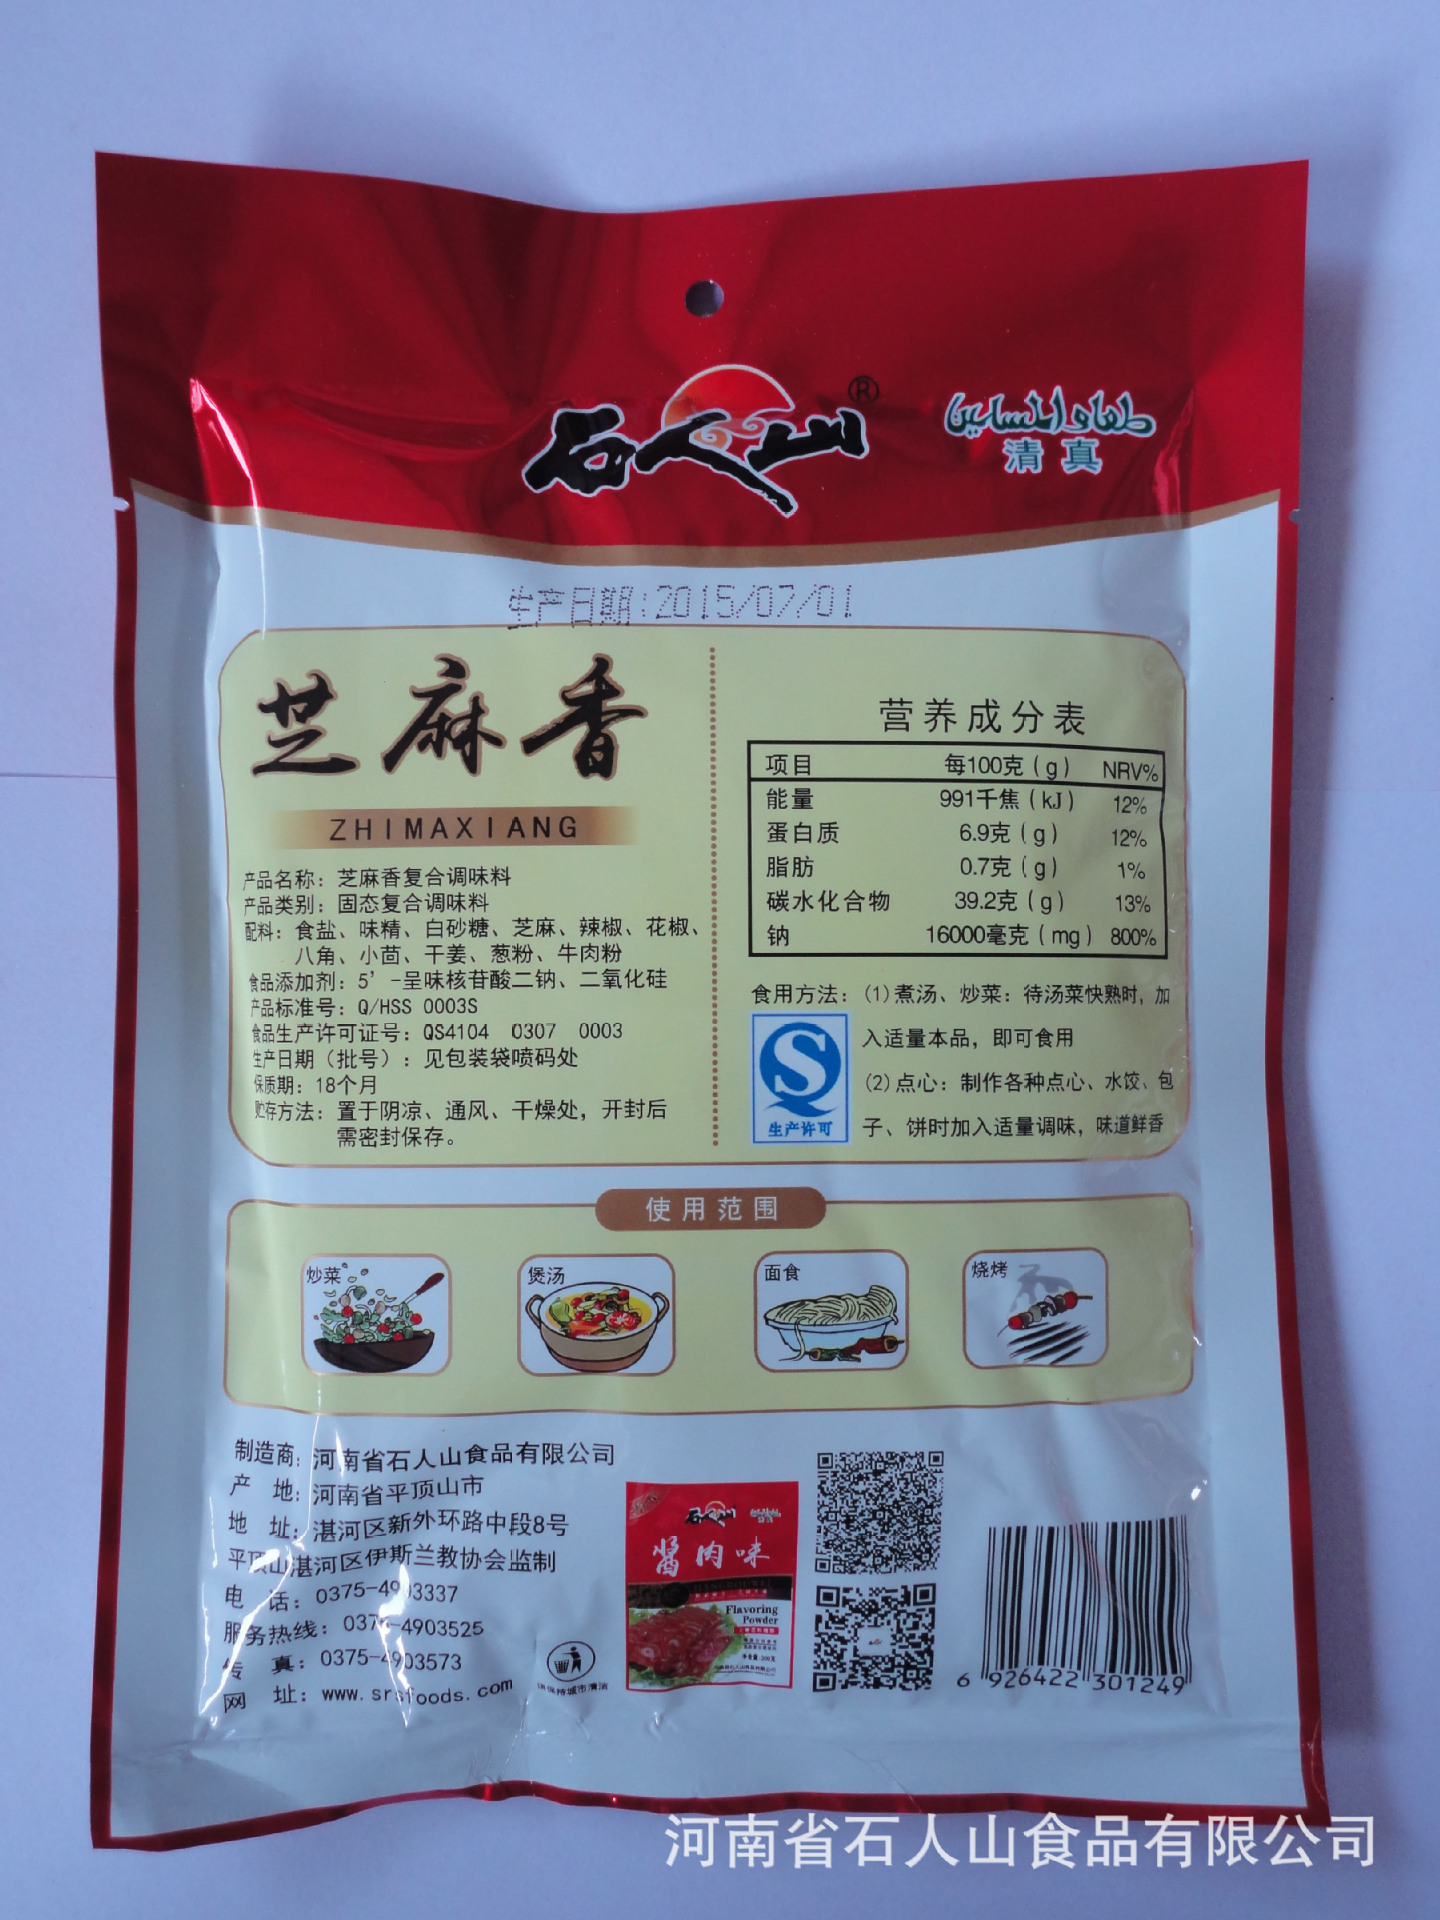 石人山®
طعام المسلمين
清真
生产日期:2015/07/01
芝麻香
ZHIMAXIANG
产品名称：芝麻香复合调味料
产品类别：固态复合调味料
配料：食盐、味精、白砂糖、芝麻、辣椒、花椒、
八角、小茴、干姜、葱粉、牛肉粉
食品添加剂：5’-呈味核苷酸二钠、二氧化硅
产品标准号：Q/HSS 0003S
食品生产许可证号：QS4104 0307 0003
生产日期（批号）：见包装袋喷码处
保质期：18个月
贮存方法：置于阴凉、通风、干燥处，开封后
需密封保存。
营养成分表
项目 每100克（g） NRV%
能量 991千焦（kJ） 12%
蛋白质 6.9克（g） 12%
脂肪 0.7克（g） 1%
碳水化合物 39.2克（g） 13%
钠 16000毫克（mg） 800%
食用方法：(1)煮汤、炒菜：待汤菜快熟时，加
入适量本品，即可食用
(2)点心：制作各种点心、水饺、包
子、饼时加入适量调味，味道鲜香
生产许可
使用范围
炒菜
煲汤
面食
烧烤
制造商：河南省石人山食品有限公司
产 地：河南省平顶山市
地 址：湛河区新外环路中段8号
平顶山湛河区伊斯兰教协会监制
电 话：0375-4903337
服务热线：0375-4903525
传 真：0375-4903573
网 址：www.srsfoods.com
请保持城市清洁
石人山
清真
酱肉味
Flavoring
Powder
6 926422 301249
河南省石人山食品有限公司